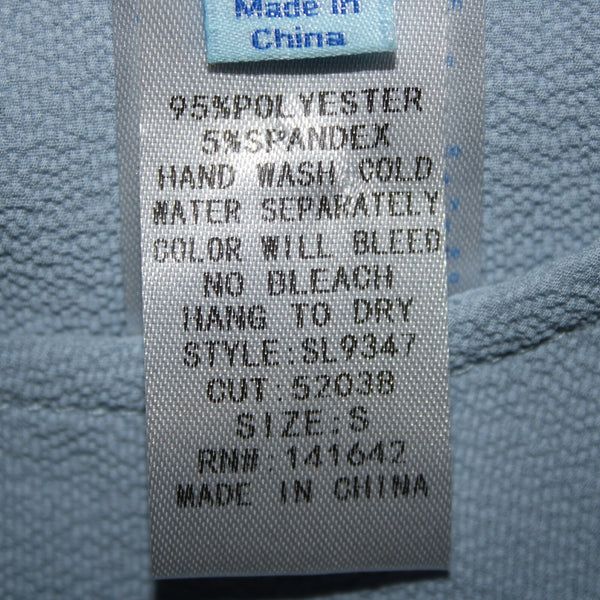 Made in
China
95%POLYESTER
5%SPANDEX
HAND WASH COLD
WATER SEPARATELY
COLOR WILL BLEED
NO BLEACH
HANG TO DRY
STYLE:SL9347
CUT:52038
SIZE:S
RN#:141642
MADE IN CHINA